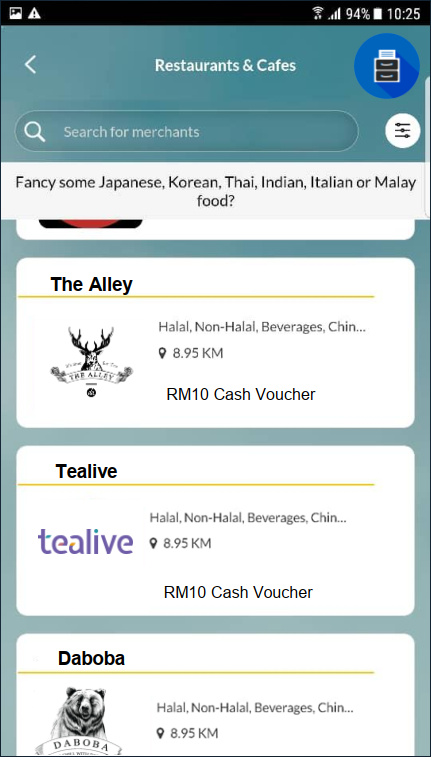 94% 10:25
Restaurants & Cafes
Search for merchants
Fancy some Japanese, Korean, Thai, Indian, Italian or Malay
food?
The Alley
Halal, Non-Halal, Beverages, Chin...
THE ALLEY
8.95 KM
RM10 Cash Voucher
Tealive
Halal, Non-Halal, Beverages, Chin...
tealive
8.95 KM
RM10 Cash Voucher
Daboba
Halal, Non-Halal, Beverages, Chin...
8.95 KM
DABOBA